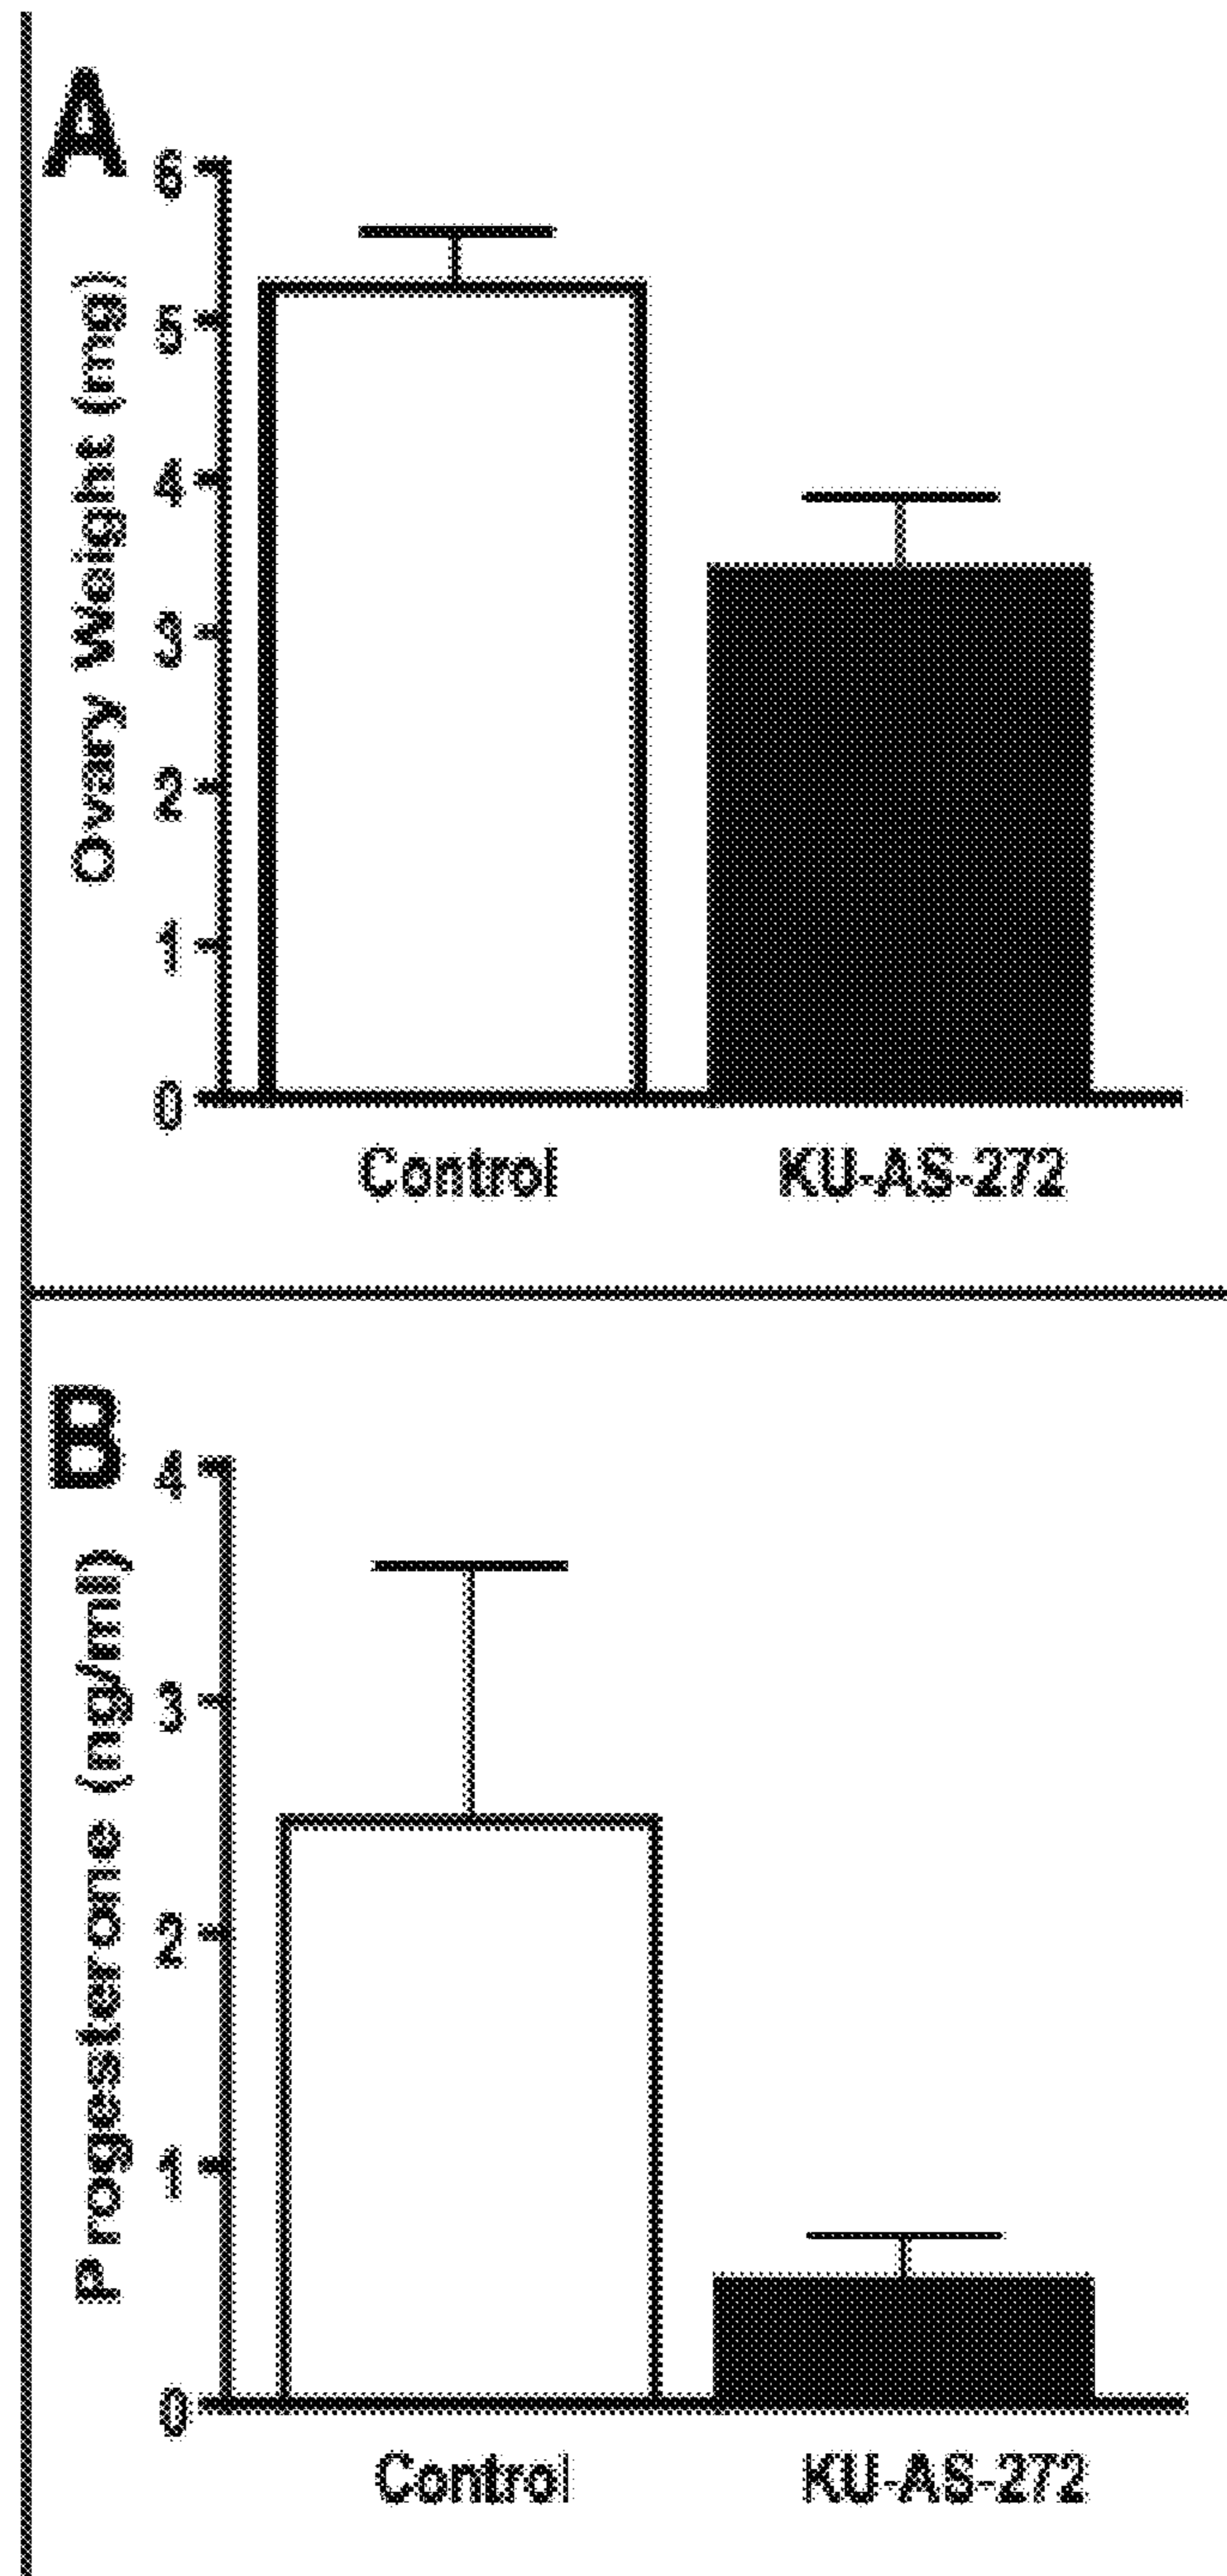 A
Ovary Weight (mg)
6
5
4
3
2
1
0
Control KU-AS-272
B
Progesterone (ng/ml)
4
3
2
1
0
Control KU-AS-272